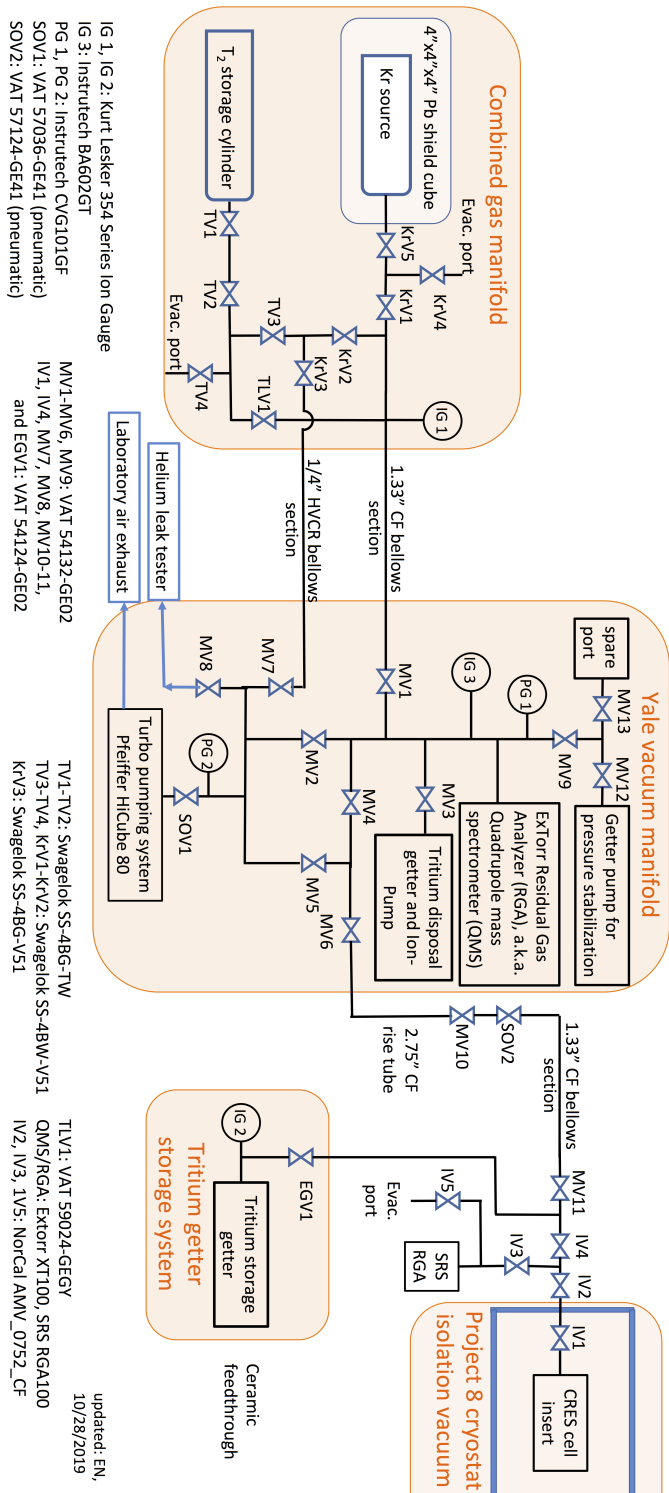 Combined gas manifold
4”x4”x4” Pb shield cube
Kr source
Evac. port
KrV4
KrV5
KrV1
T2 storage cylinder
TV1
TV2
TV3
KrV2
KrV3
TV4
Evac. port
TLV1
IG 1
1.33” CF bellows
section
1/4” HVCR bellows
section
Yale vacuum manifold
spare
port
MV13
MV12
Getter pump for
pressure stabilization
MV9
PG 1
IG 3
ExTorr Residual Gas
Analyzer (RGA), a.k.a.
Quadrupole mass
spectrometer (QMS)
MV1
MV3
Tritium disposal
getter and Ion-
Pump
MV2
MV4
MV5
MV6
MV7
MV8
PG 2
SOV1
Helium leak tester
Laboratory air exhaust
Turbo pumping system
Pfeiffer HiCube 80
2.75” CF
rise tube
MV10
SOV2
1.33” CF bellows
section
MV11
IV4
IV2
IV1
IV3
IV5
Evac.
port
SRS
RGA
Project 8 cryostat
isolation vacuum
CRES cell
insert
Tritium getter
storage system
IG 2
EGV1
Tritium storage
getter
Ceramic
feedthrough
IG 1, IG 2: Kurt Lesker 354 Series Ion Gauge
IG 3: Instrutech BA602GT
PG 1, PG 2: Instrutech CVG101GF
SOV1: VAT 57036-GE41 (pneumatic)
SOV2: VAT 57124-GE41 (pneumatic)
MV1-MV6, MV9: VAT 54132-GE02
IV1, IV4, MV7, MV8, MV10-11,
and EGV1: VAT 54124-GE02
TV1-TV2: Swagelok SS-4BG-TW
TV3-TV4, KrV1-KrV2: Swagelok SS-4BW-V51
KrV3: Swagelok SS-4BG-V51
TLV1: VAT 59024-GEGY
QMS/RGA: Extorr XT100, SRS RGA100
IV2, IV3, 1V5: NorCal AMV_0752_CF
updated: EN,
10/28/2019